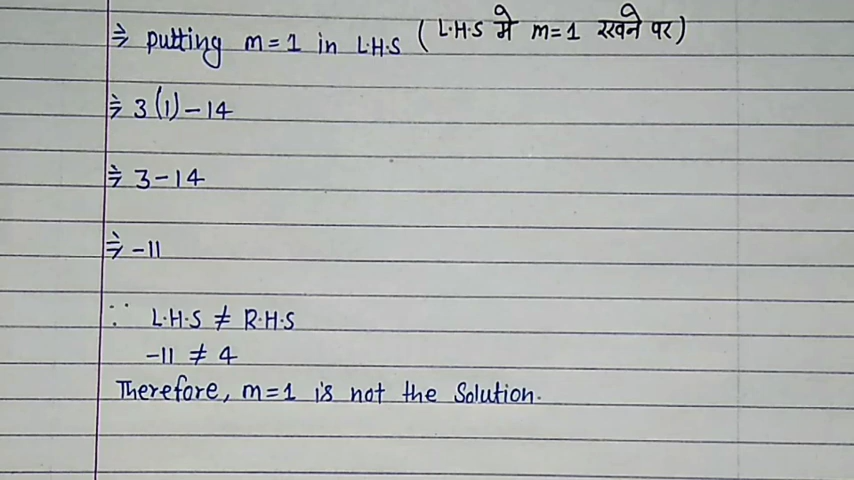 ⇒ putting m = 1 in L.H.S ( L.H.S मे m = 1 रखने पर )
⇒ 3(1) – 14
⇒ 3 – 14
⇒ –11
∵ L.H.S ≠ R.H.S
–11 ≠ 4
Therefore, m = 1 is not the solution.